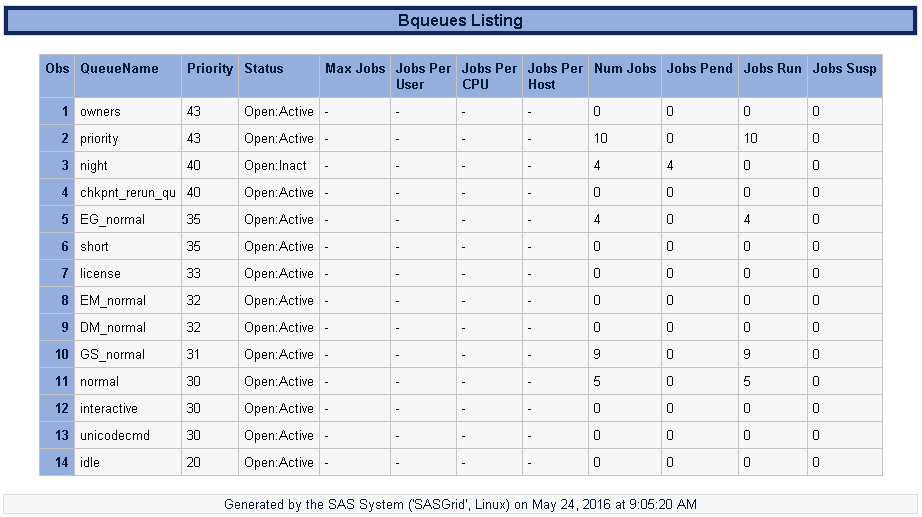 Bqueues Listing
Obs QueueName Priority Status Max Jobs Jobs Per User Jobs Per CPU Jobs Per Host Num Jobs Jobs Pend Jobs Run Jobs Susp
1 owners 43 Open:Active - - - - 0 0 0 0
2 priority 43 Open:Active - - - - 10 0 10 0
3 night 40 Open:Inact - - - - 4 4 0 0
4 chkpnt_rerun_qu 40 Open:Active - - - - 0 0 0 0
5 EG_normal 35 Open:Active - - - - 4 0 4 0
6 short 35 Open:Active - - - - 0 0 0 0
7 license 33 Open:Active - - - - 0 0 0 0
8 EM_normal 32 Open:Active - - - - 0 0 0 0
9 DM_normal 32 Open:Active - - - - 0 0 0 0
10 GS_normal 31 Open:Active - - - - 9 0 9 0
11 normal 30 Open:Active - - - - 5 0 5 0
12 interactive 30 Open:Active - - - - 0 0 0 0
13 unicodecmd 30 Open:Active - - - - 0 0 0 0
14 idle 20 Open:Active - - - - 0 0 0 0
Generated by the SAS System ('SASGrid', Linux) on May 24, 2016 at 9:05:20 AM